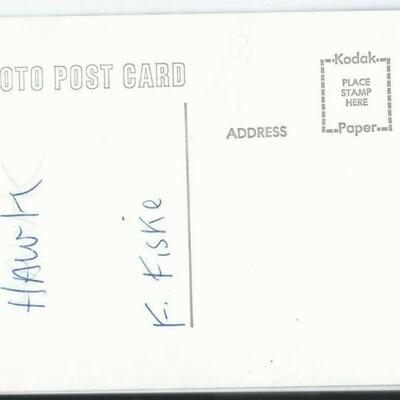 OTO POST CARD
ADDRESS
Kodak
PLACE
STAMP
HERE
Paper
HAWK
F. Fiske